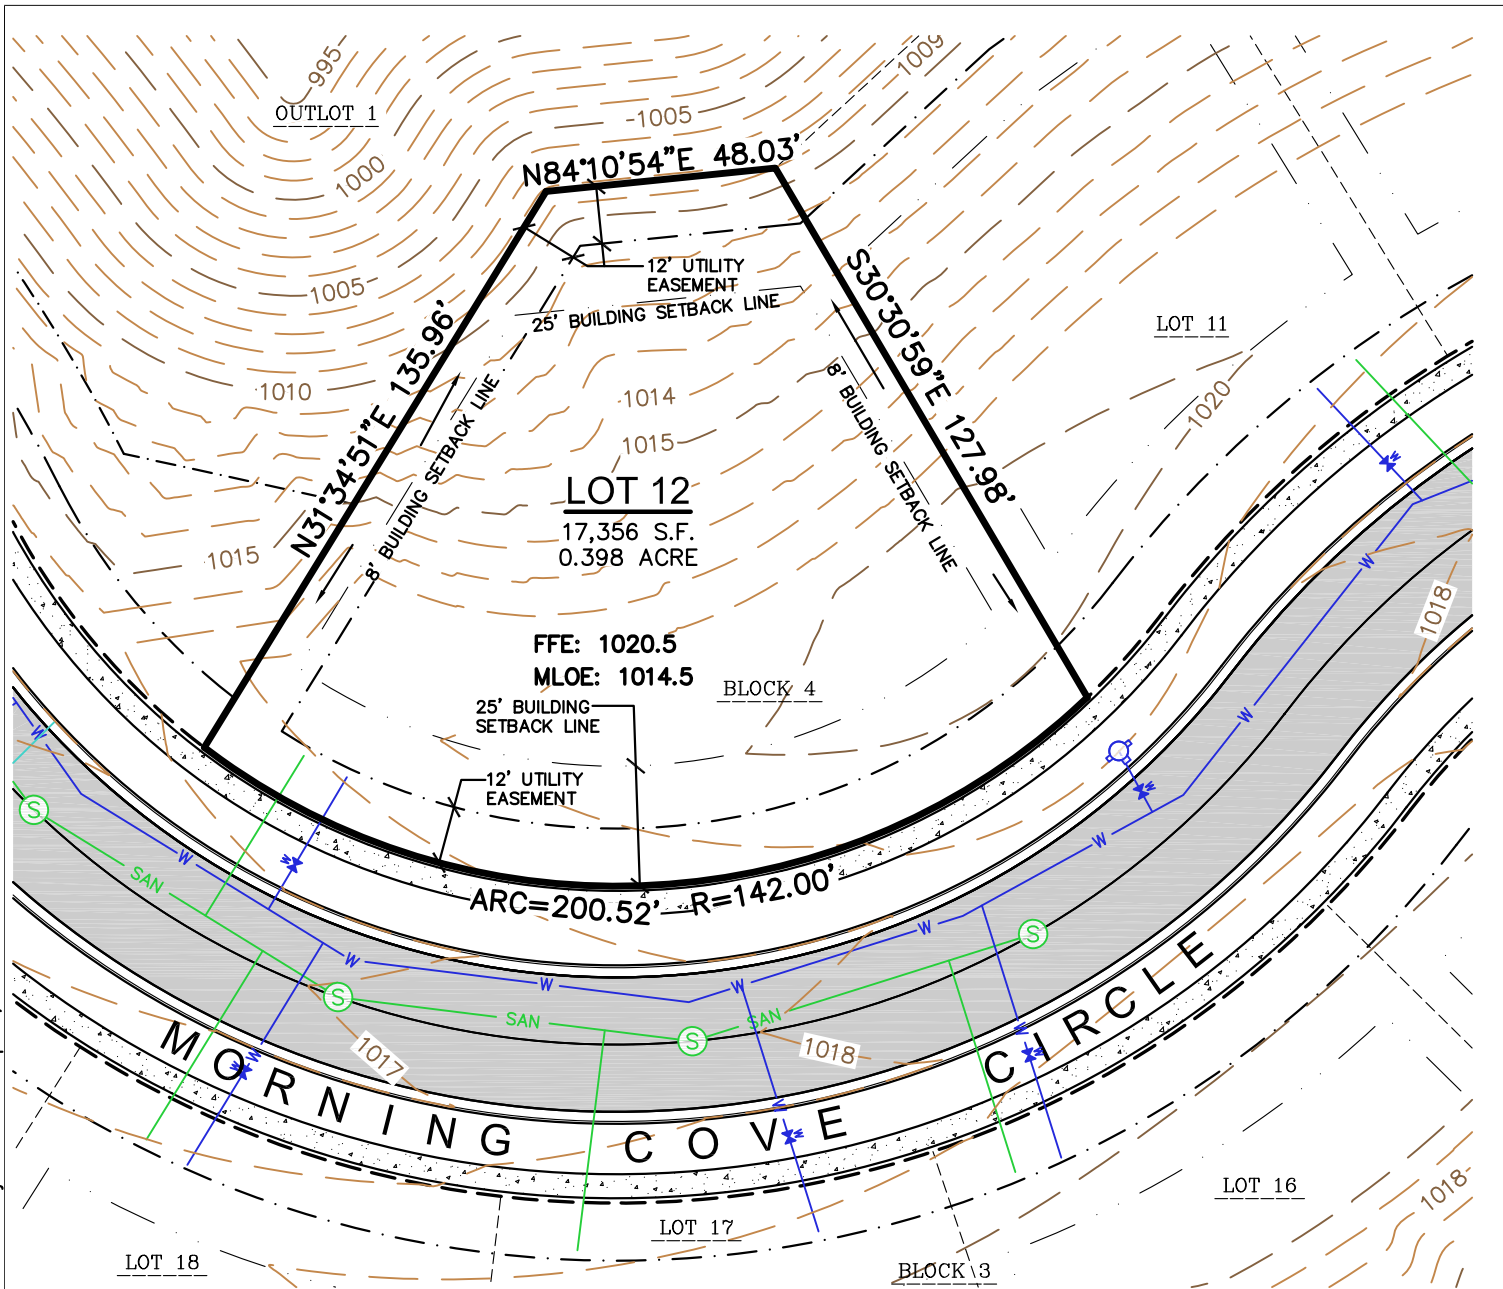 995
1009
OUTLOT 1
-1005
N84°10'54"E 48.03'
1000
12' UTILITY
EASEMENT
1005
25' BUILDING SETBACK LINE
S30°30'59"E 127.98'
LOT 11
N31°34'51"E 135.96'
1010
1014
8' BUILDING SETBACK LINE
8' BUILDING SETBACK LINE
1020
1015
W
LOT 12
17,356 S.F.
0.398 ACRE
1015
W
1018
FFE: 1020.5
MLOE: 1014.5
BLOCK 4
25' BUILDING
SETBACK LINE
W
W
12' UTILITY
EASEMENT
S
W
W
W
SAN
ARC=200.52' R=142.00'
W
S
W
W
W
S
SAN
SAN
S
1017
1018
W
W
W
W
MORNING COVE CIRCLE
W
W
LOT 16
1018
LOT 17
LOT 18
BLOCK 3